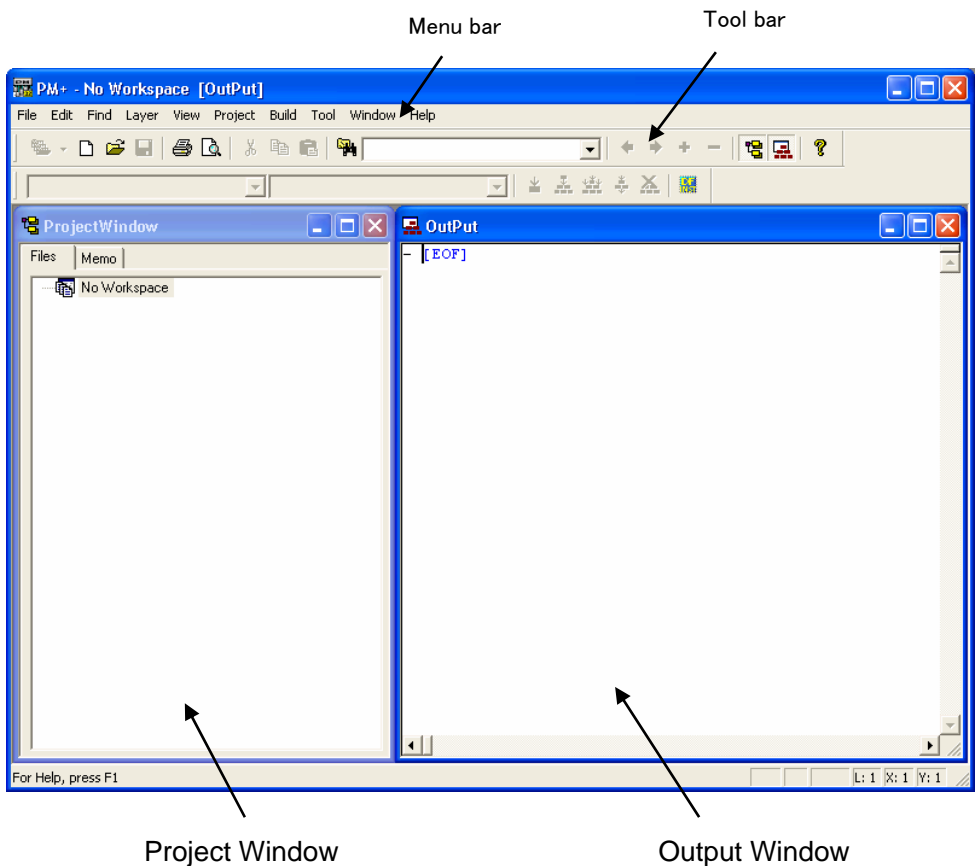 Menu bar
Tool bar
PM+ - No Workspace [OutPut]
File Edit Find Layer View Project Build Tool Window Help
ProjectWindow
OutPut
Files Memo
[EOF]
No Workspace
For Help, press F1
L: 1 X: 1 Y: 1
Project Window
Output Window